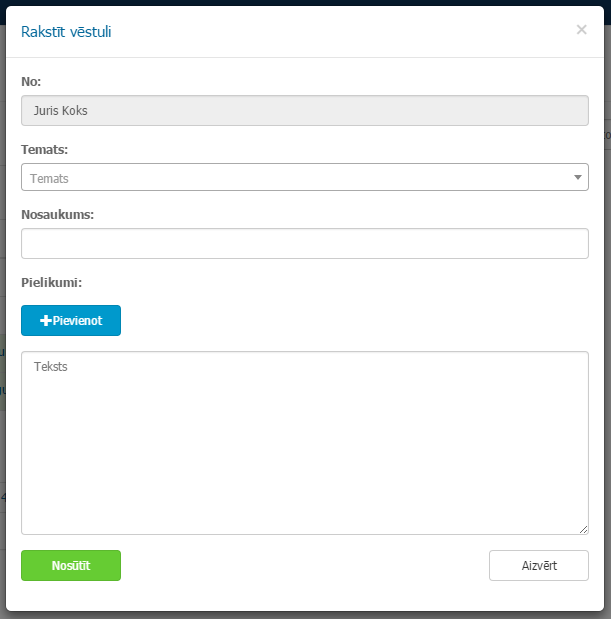 Rakstīt vēstuli ×
No:
Juris Koks
Temats:
Temats
Nosaukums:
Pielikumi:
Pievienot
Teksts
Nosūtīt Aizvērt